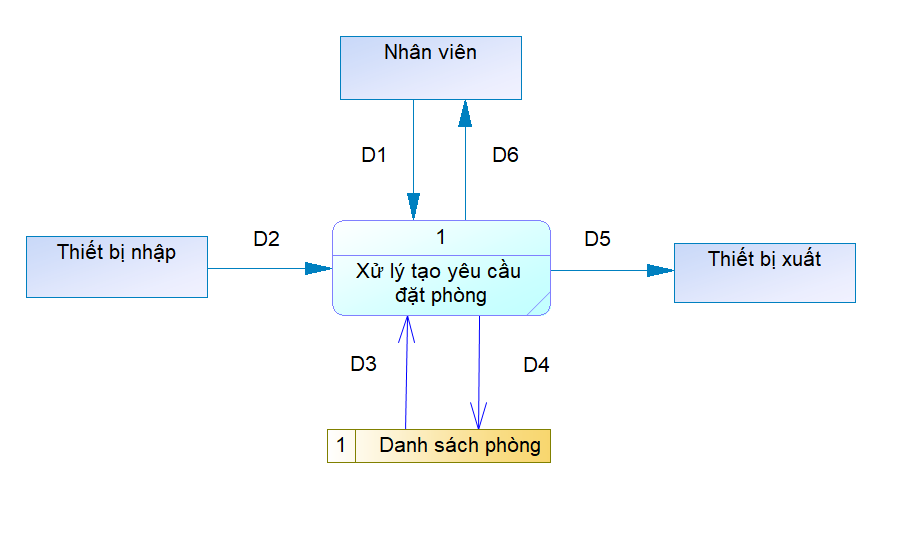 Nhân viên
D1
D6
Thiết bị nhập
D2
1
Xử lý tạo yêu cầu
đặt phòng
D5
Thiết bị xuất
D3
D4
1
Danh sách phòng